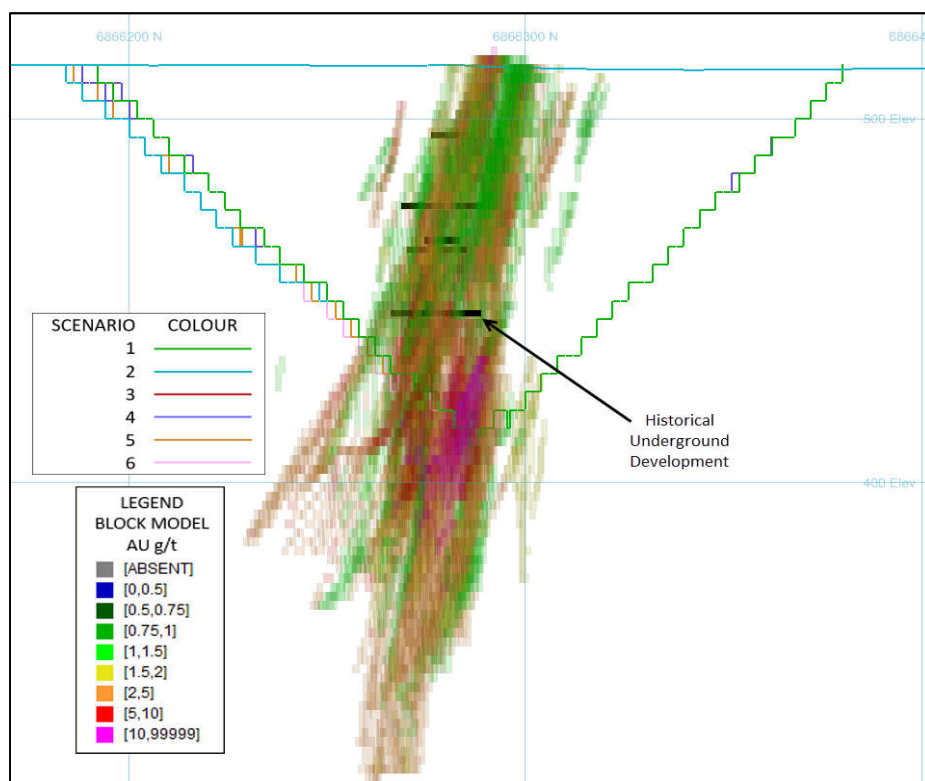 6866200 N
6866300 N
68664
500 Elev
SCENARIO COLOUR
1
2
3
4
5
6
Historical
Underground
Development
400 Elev
LEGEND
BLOCK MODEL
AU g/t
[ABSENT]
[0,0.5]
[0.5,0.75]
[0.75,1]
[1,1.5]
[1.5,2]
[2,5]
[5,10]
[10,99999]